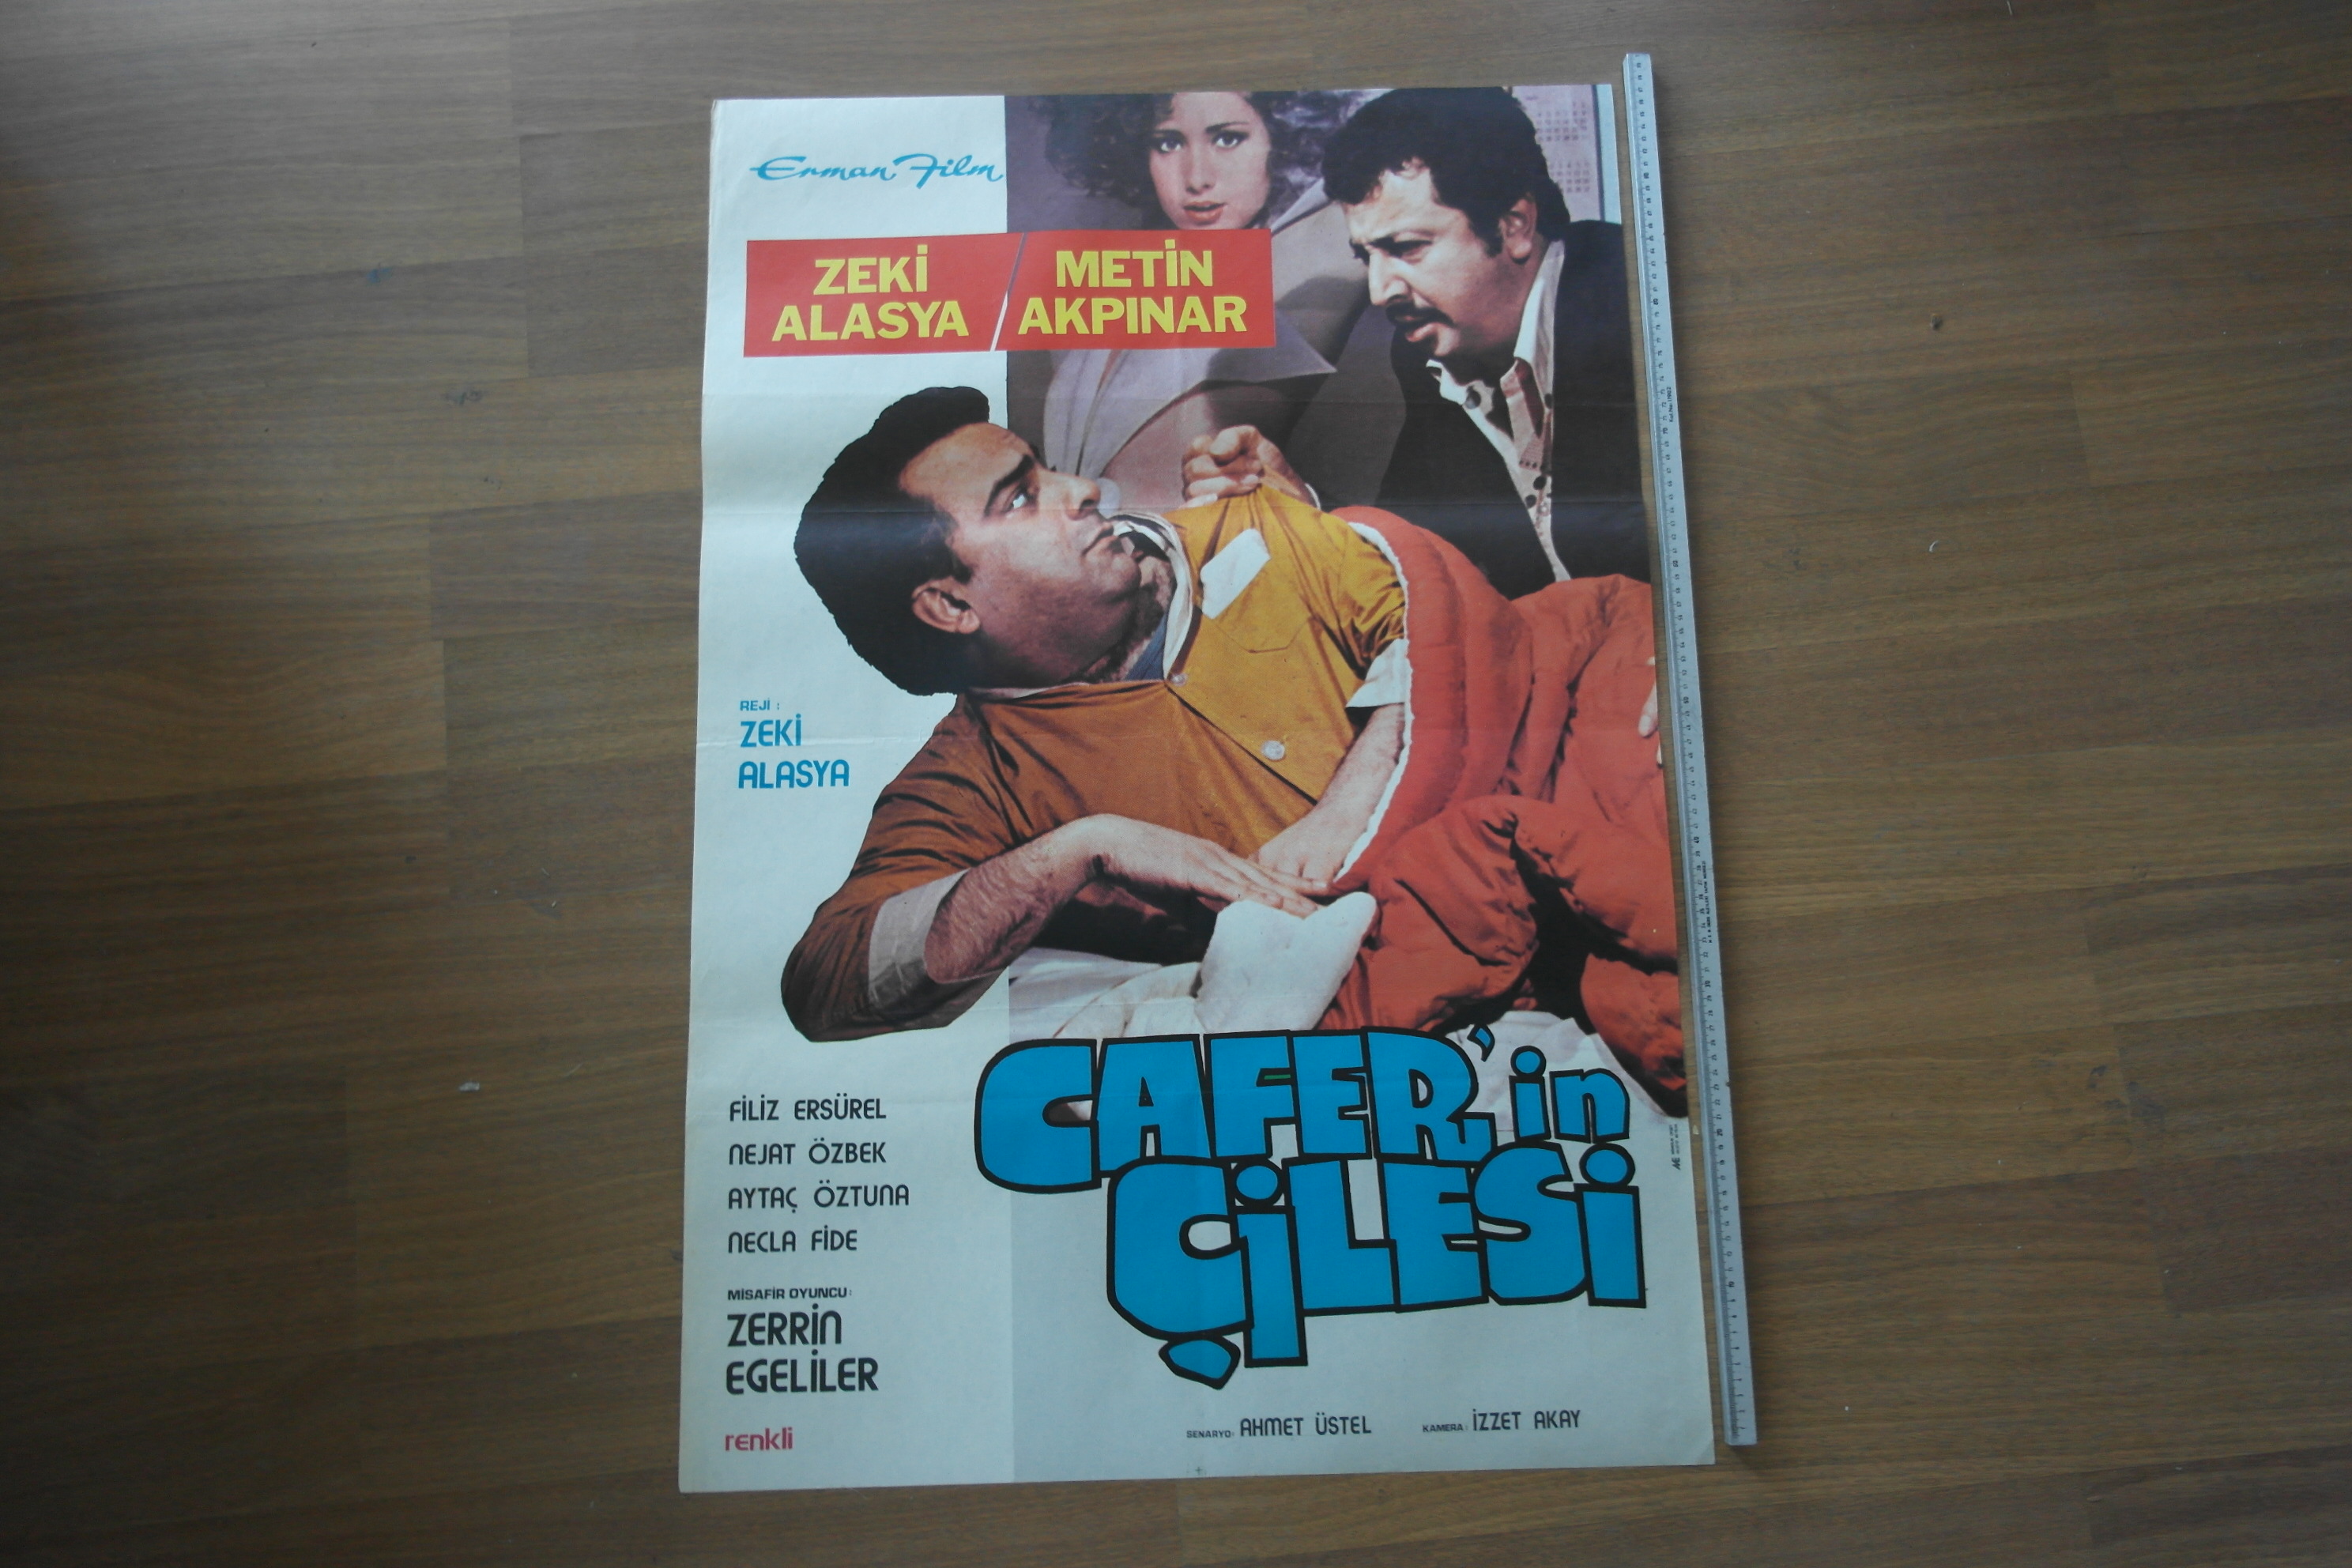 Erman Film
ZEKİ ALASYA / METİN AKPINAR
REJİ :
ZEKİ
ALASYA
CAFER'in
ÇİLESİ
FİLİZ ERSÜREL
NEJAT ÖZBEK
AYTAÇ ÖZTUNA
NECLA FİDE
MİSAFİR OYUNCU:
ZERRİN
EGELİLER
renkli
SENARYO: AHMET ÜSTEL
KAMERA: İZZET AKAY